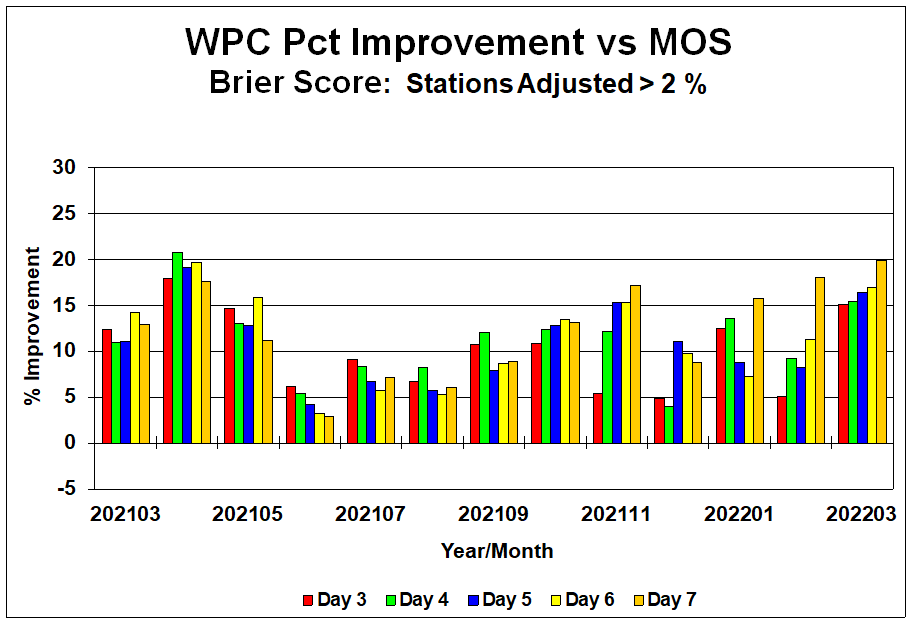 WPC Pct Improvement vs MOS
Brier Score: Stations Adjusted > 2 %
30
25
20
15
10
5
0
-5
% Improvement
202103 202105 202107 202109 202111 202201 202203
Year/Month
Day 3 Day 4 Day 5 Day 6 Day 7